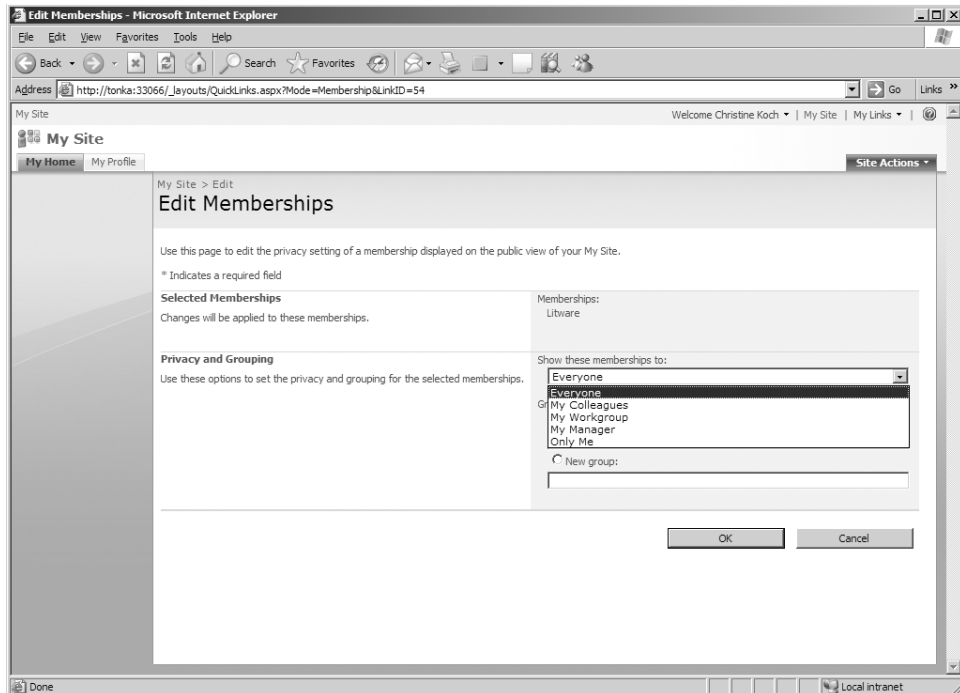 Edit Memberships - Microsoft Internet Explorer
File Edit View Favorites Tools Help
Back Search Favorites
Address http://tonka:33066/_layouts/QuickLinks.aspx?Mode=Membership&LinkID=54 Go Links »
My Site Welcome Christine Koch | My Site | My Links |
My Site
My Home My Profile Site Actions
My Site > Edit
Edit Memberships
Use this page to edit the privacy setting of a membership displayed on the public view of your My Site.
* Indicates a required field
Selected Memberships
Changes will be applied to these memberships.
Memberships:
Litware
Privacy and Grouping
Use these options to set the privacy and grouping for the selected memberships.
Show these memberships to:
Everyone
Everyone
My Colleagues
My Workgroup
My Manager
Only Me
New group:
OK Cancel
Done Local intranet